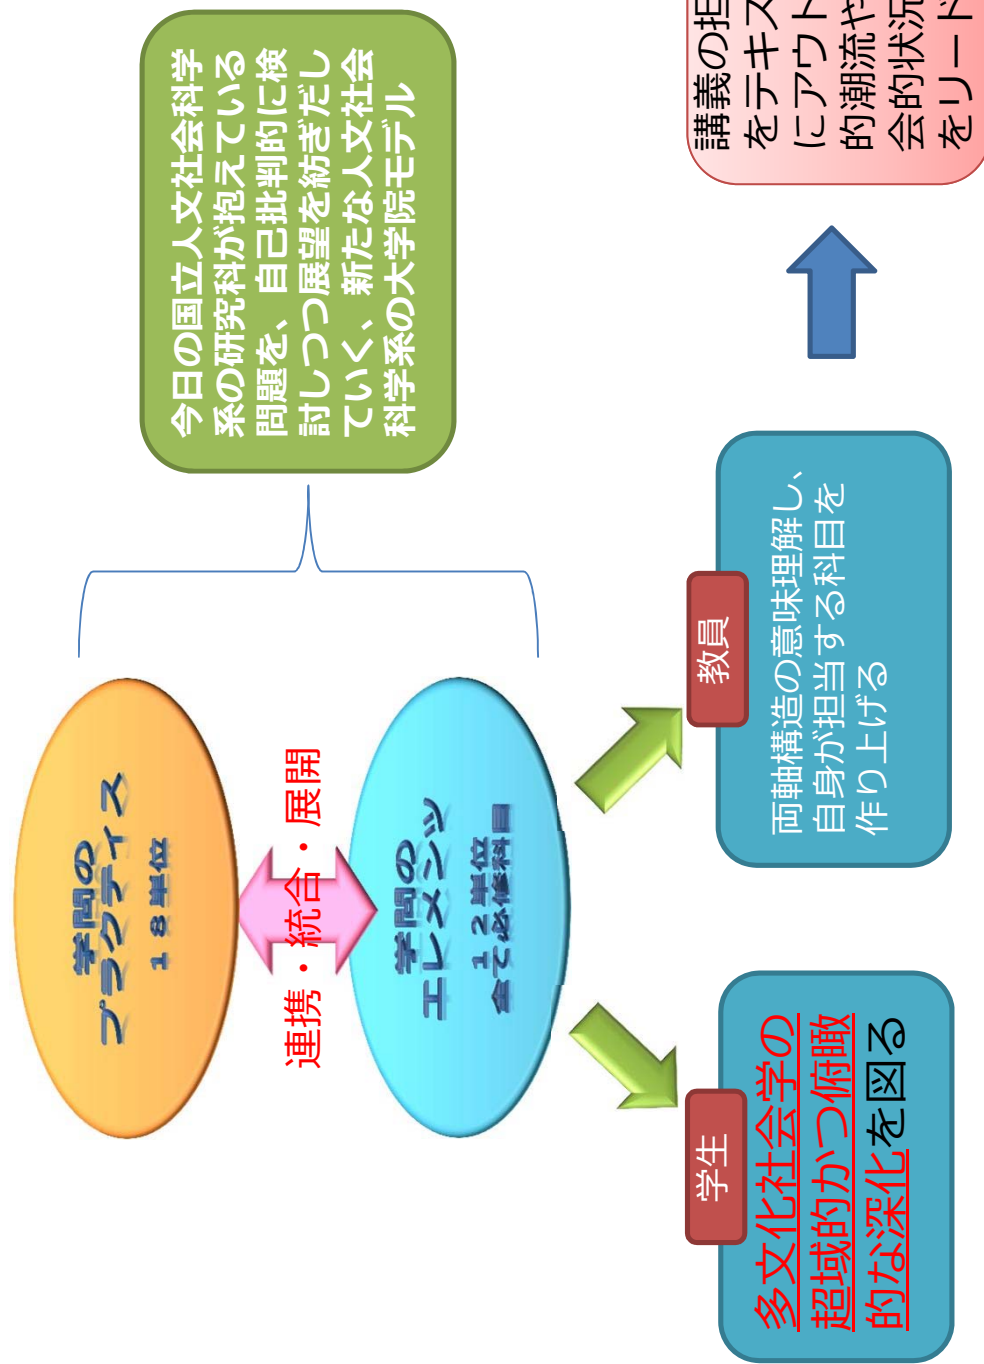 学問の
プラクティス
１８単位
連携・統合・展開
学問の
エレメンツ
１２単位
全て必修科目
今日の国立人文社会科学
系の研究科が抱えている
問題を、自己批判的に検
討しつつ展望を紡ぎだし
ていく、新たな人文社会
科学系の大学院モデル
学生
多文化社会学の
超域的かつ俯瞰
的な深化を図る
教員
両軸構造の意味理解し、
自身が担当する科目を
作り上げる
講義の担
をテキス
にアウト
的潮流や
会的状況
をリード